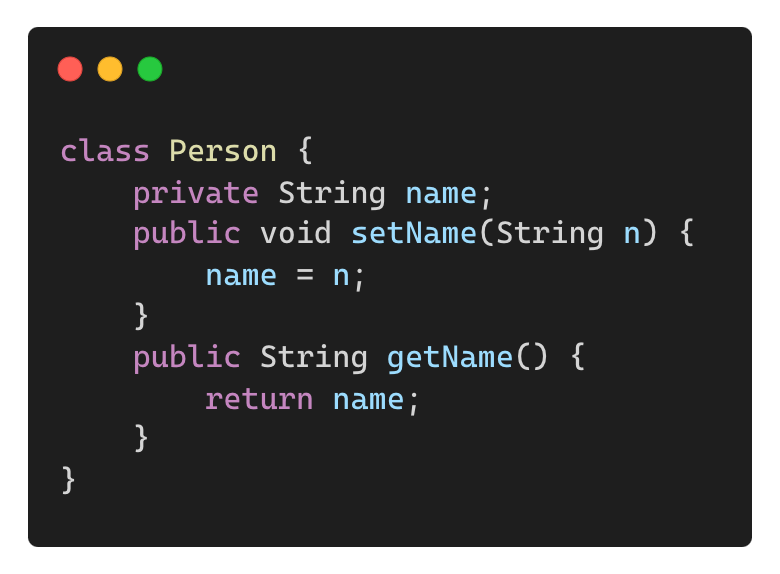 class Person {
    private String name;
    public void setName(String n) {
        name = n;
    }
    public String getName() {
        return name;
    }
}